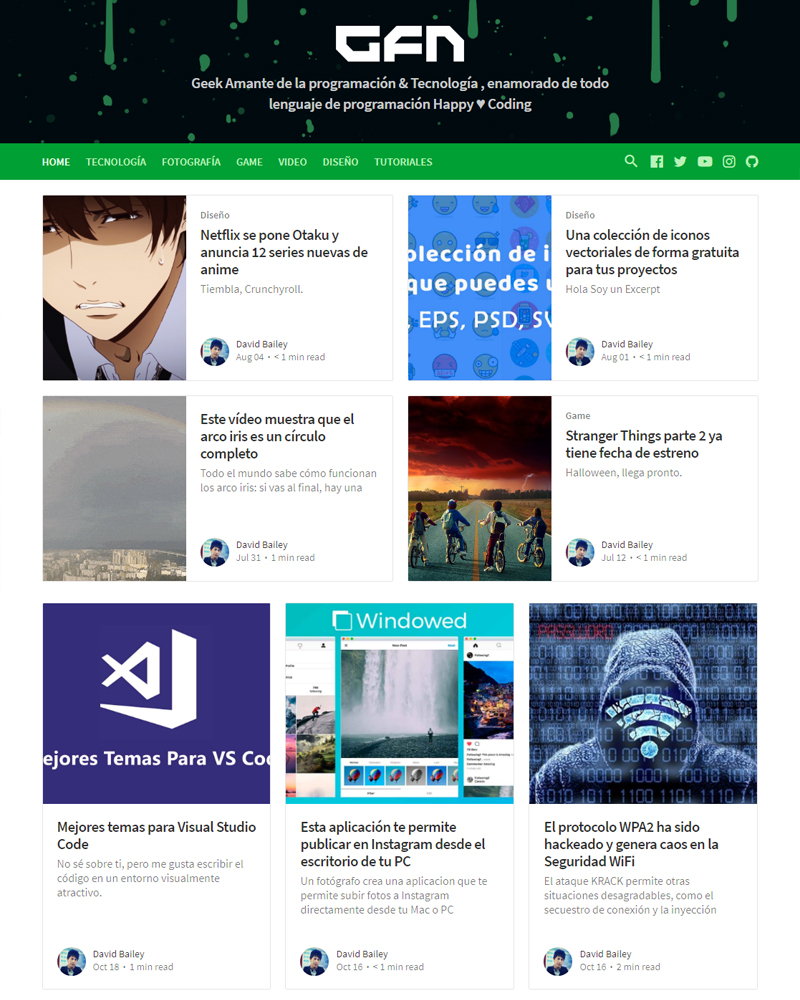 GFN
Geek Amante de la programación & Tecnología , enamorado de todo
lenguaje de programación Happy ♥ Coding
HOME TECNOLOGÍA FOTOGRAFÍA GAME VIDEO DISEÑO TUTORIALES
Diseño
Netflix se pone Otaku y
anuncia 12 series nuevas de
anime
Tiembla, Crunchyroll.
David Bailey
Aug 04 • < 1 min read
olección de i
que puedes u
, EPS, PSD, SV
Diseño
Una colección de iconos
vectoriales de forma gratuita
para tus proyectos
Hola Soy un Excerpt
David Bailey
Aug 01 • < 1 min read
Este vídeo muestra que el
arco iris es un círculo
completo
Todo el mundo sabe cómo funcionan
los arco iris: si vas al final, hay una
David Bailey
Jul 31 • 1 min read
Game
Stranger Things parte 2 ya
tiene fecha de estreno
Halloween, llega pronto.
David Bailey
Jul 12 • < 1 min read
ejores Temas Para VS Co
Mejores temas para Visual Studio
Code
No sé sobre ti, pero me gusta escribir el
código en un entorno visualmente
atractivo.
David Bailey
Oct 18 • 1 min read
Windowed
New Post
Esta aplicación te permite
publicar en Instagram desde el
escritorio de tu PC
Un fotógrafo crea una aplicacion que te
permite subir fotos a Instagram
directamente desde tu Mac o PC
David Bailey
Oct 16 • < 1 min read
PASSWORD
El protocolo WPA2 ha sido
hackeado y genera caos en la
Seguridad WiFi
El ataque KRACK permite otras
situaciones desagradables, como el
secuestro de conexión y la inyección
David Bailey
Oct 16 • 2 min read